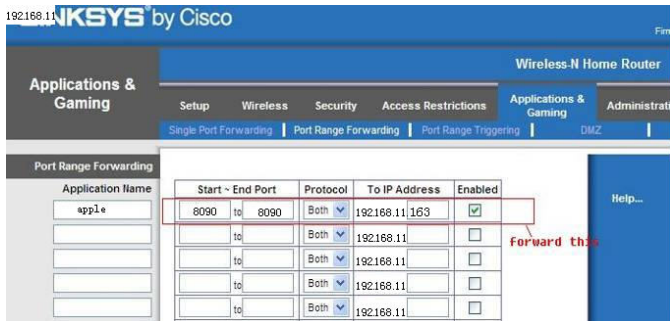 192.168.11
LINKSYS® by Cisco
Wireless-N Home Router
Applications & Gaming
Setup Wireless Security Access Restrictions Applications & Gaming
Single Port Forwarding Port Range Forwarding Port Range Triggering DMZ
Port Range Forwarding
Application Name
Start ~ End Port Protocol To IP Address Enabled
Help...
apple 8090 to 8090 Both 192.168.11.163
forward this
to Both 192.168.11
to Both 192.168.11
to Both 192.168.11
to Both 192.168.11